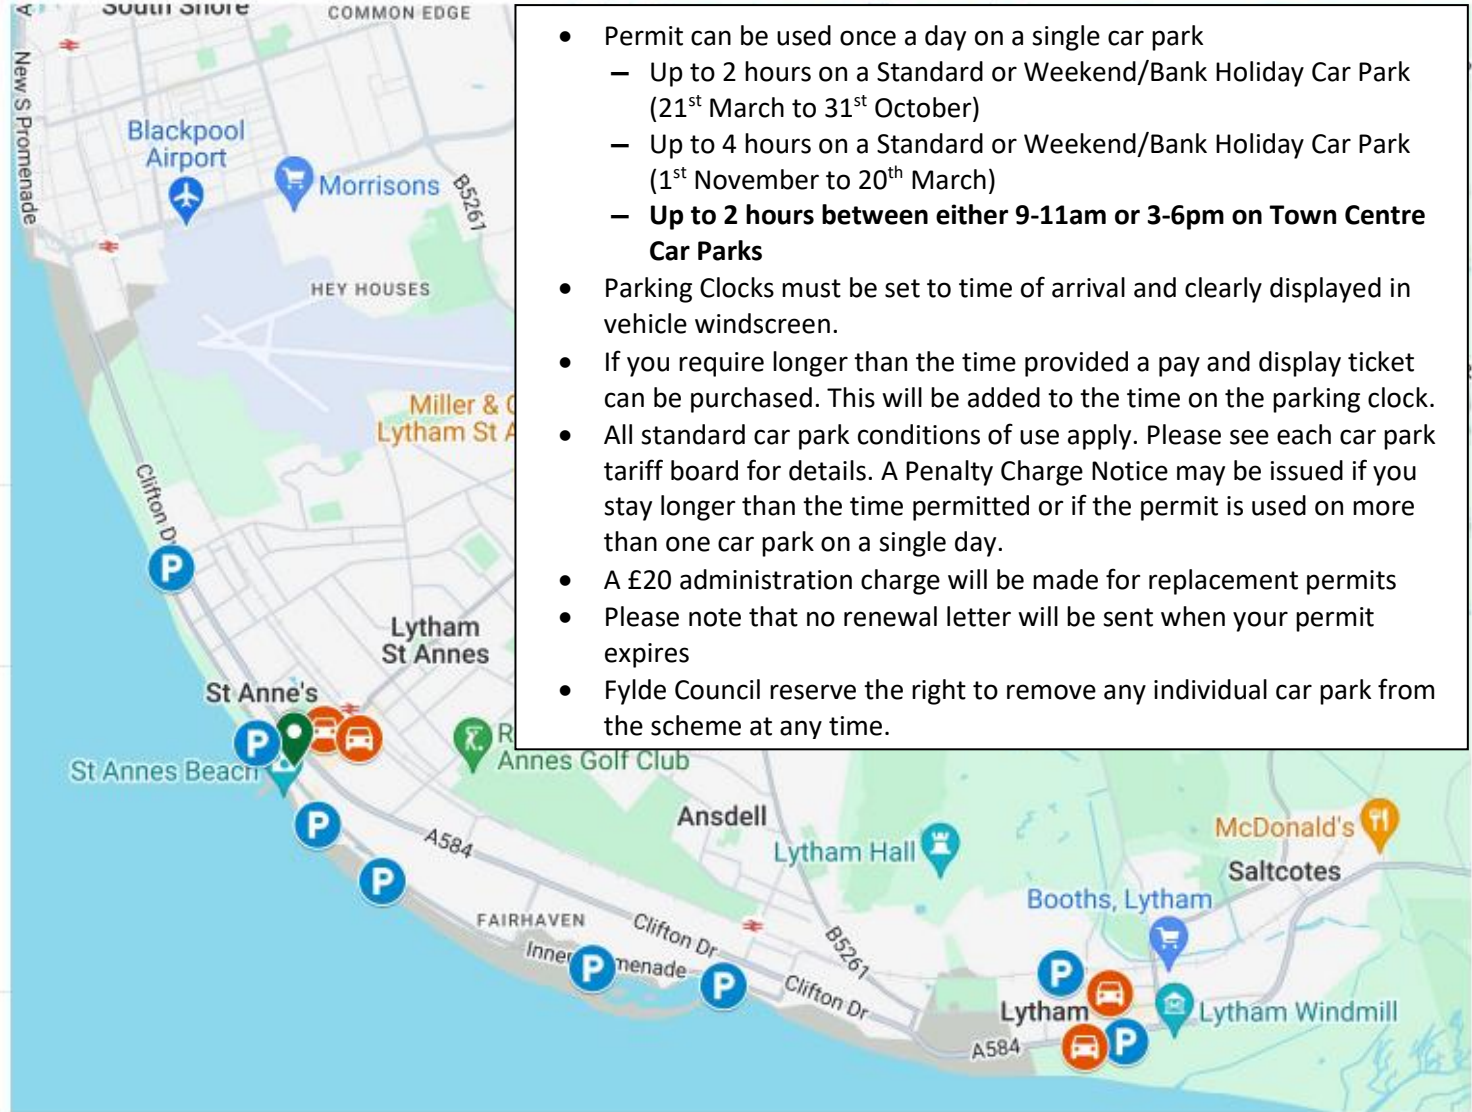 South Shore
COMMON EDGE
New S Promenade
Blackpool
Airport
Morrisons
B5261
HEY HOUSES
Miller &
Lytham St A
Clifton Dr
Lytham
St Annes
St Anne's
St Annes Beach
R
Annes Golf Club
Ansdell
A584
Lytham Hall
McDonald's
Saltcotes
Booths, Lytham
FAIRHAVEN
Clifton Dr
B5261
Inner
menade
Clifton Dr
Lytham
Lytham Windmill
A584
P
P
P
P
P
P
P
P
• Permit can be used once a day on a single car park
– Up to 2 hours on a Standard or Weekend/Bank Holiday Car Park
(21st March to 31st October)
– Up to 4 hours on a Standard or Weekend/Bank Holiday Car Park
(1st November to 20th March)
– Up to 2 hours between either 9-11am or 3-6pm on Town Centre
Car Parks
• Parking Clocks must be set to time of arrival and clearly displayed in
vehicle windscreen.
• If you require longer than the time provided a pay and display ticket
can be purchased. This will be added to the time on the parking clock.
• All standard car park conditions of use apply. Please see each car park
tariff board for details. A Penalty Charge Notice may be issued if you
stay longer than the time permitted or if the permit is used on more
than one car park on a single day.
• A £20 administration charge will be made for replacement permits
• Please note that no renewal letter will be sent when your permit
expires
• Fylde Council reserve the right to remove any individual car park from
the scheme at any time.